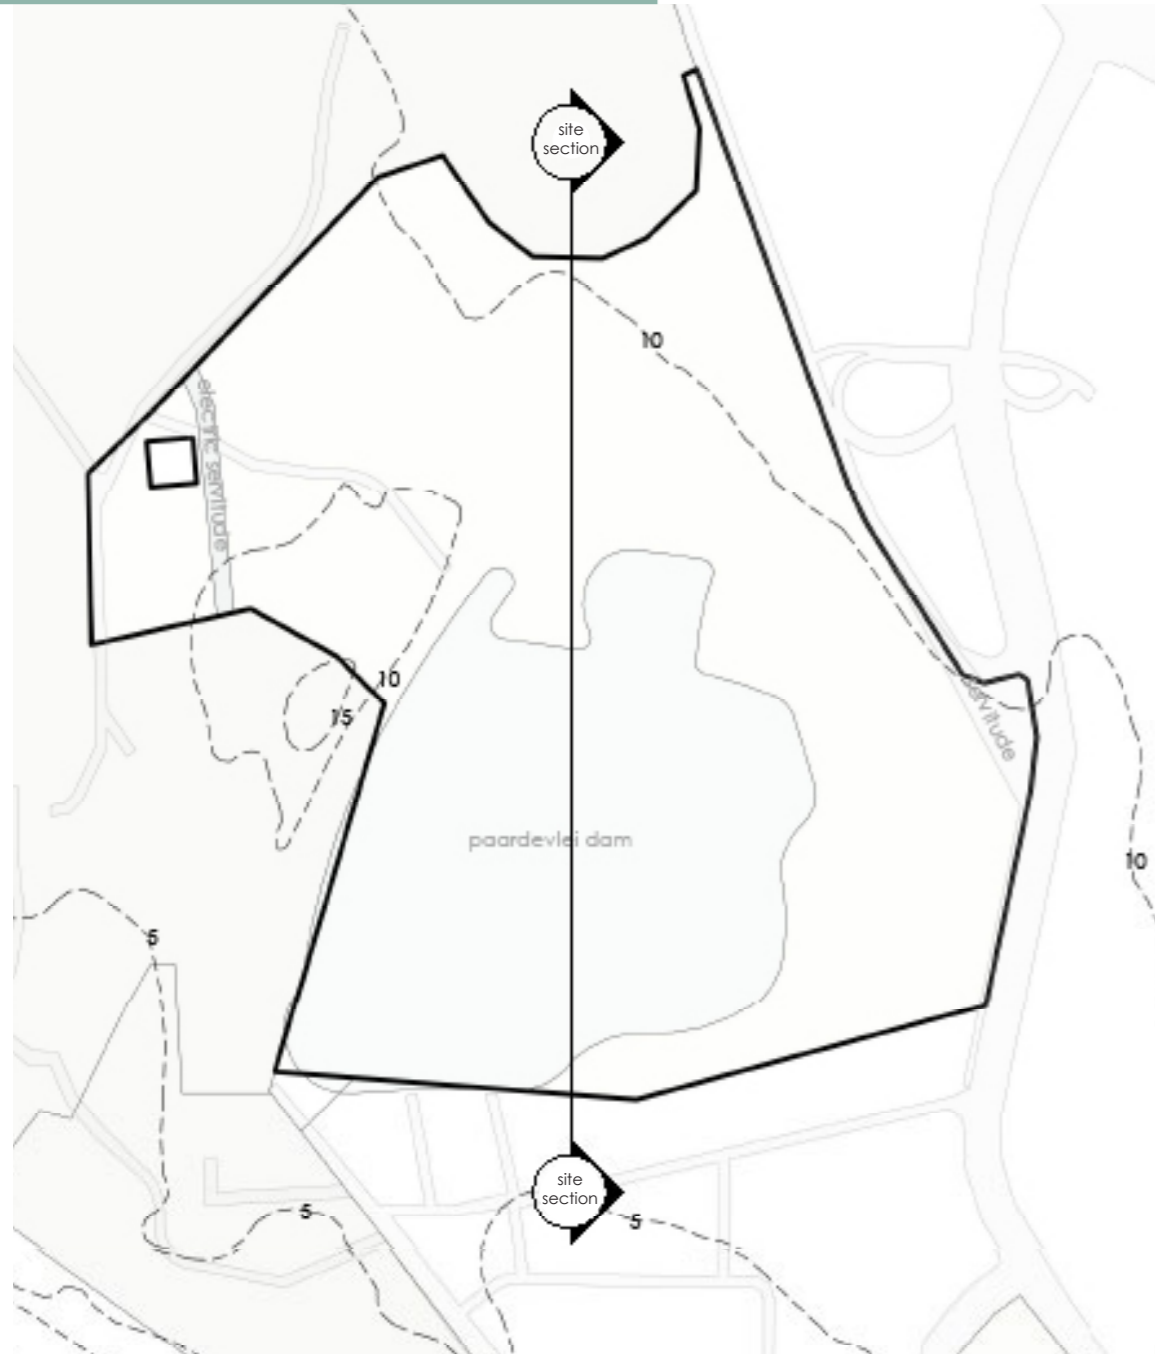 site
section
10
electric servitude
10
15
servitude
paardevlei dam
10
5
site
section
5
5